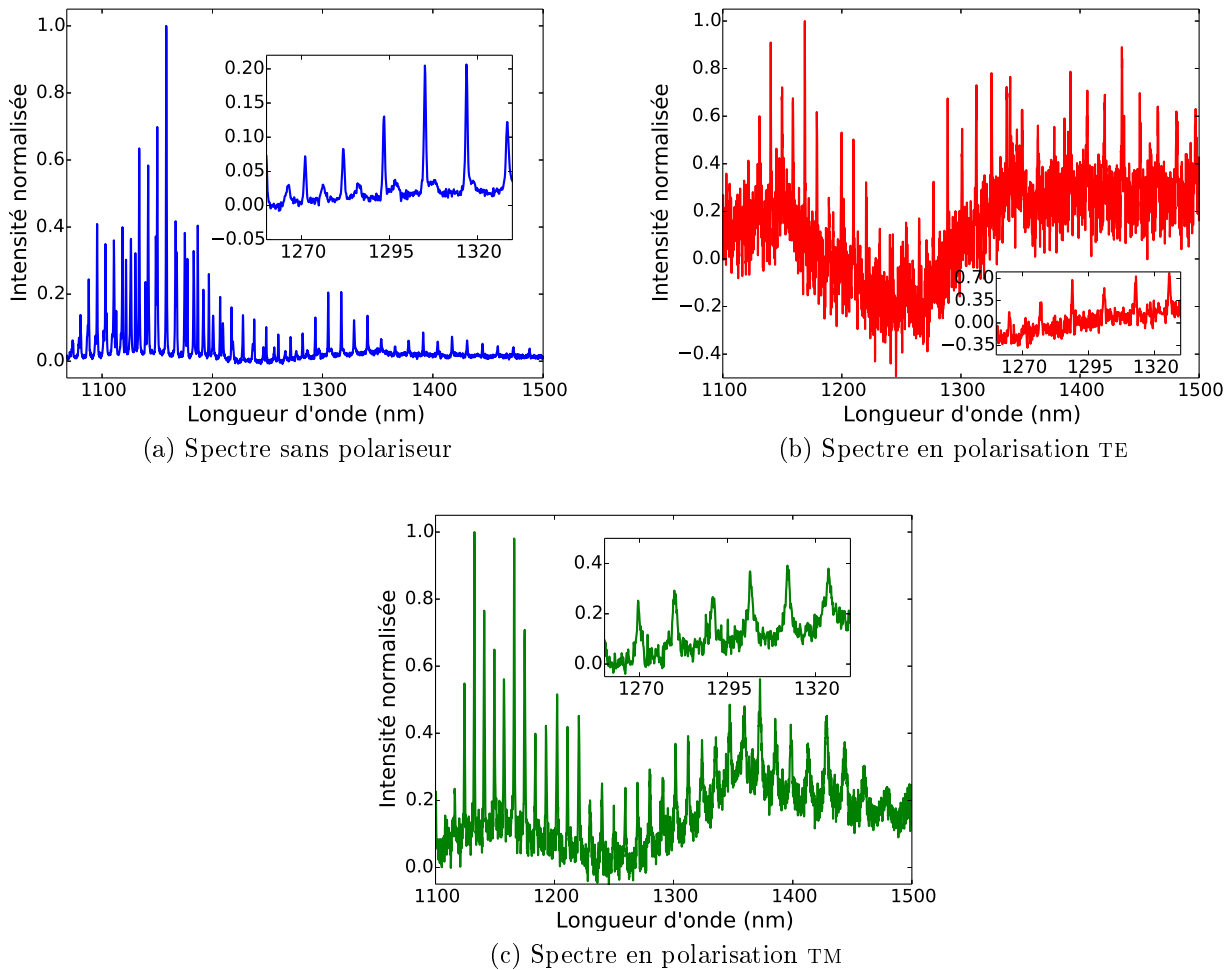 Intensité normalisée
1.0
0.8
0.6
0.4
0.2
0.0
0.20
0.15
0.10
0.05
0.00
−0.05
1270 1295 1320
1100 1200 1300 1400 1500
Longueur d'onde (nm)
(a) Spectre sans polariseur
Intensité normalisée
1.0
0.8
0.6
0.4
0.2
0.0
−0.2
−0.4
0.70
0.35
0.00
−0.35
1270 1295 1320
1100 1200 1300 1400 1500
Longueur d'onde (nm)
(b) Spectre en polarisation TE
Intensité normalisée
1.0
0.8
0.6
0.4
0.2
0.0
0.4
0.2
0.0
1270 1295 1320
1100 1200 1300 1400 1500
Longueur d'onde (nm)
(c) Spectre en polarisation TM